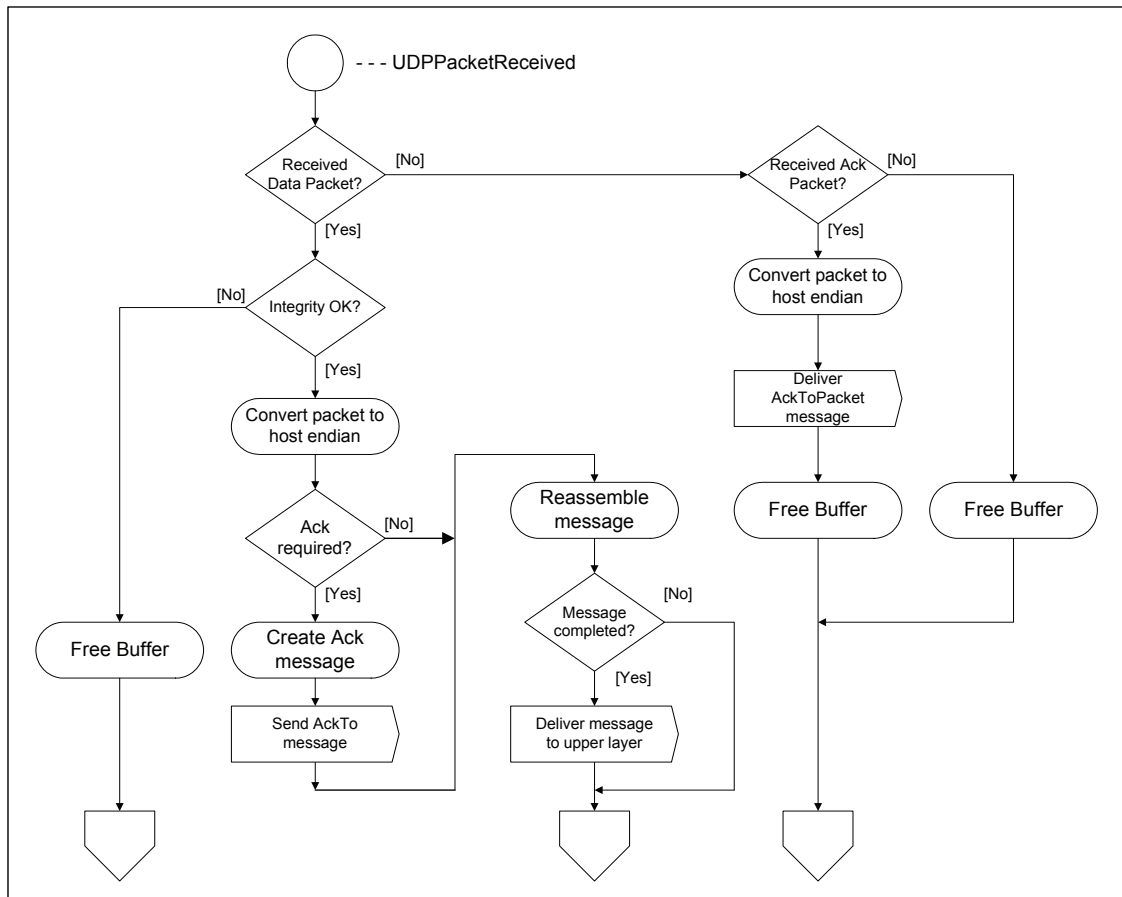 - - - UDPPacketReceived
Received
Data Packet?
[No]
[Yes]
Received Ack
Packet?
[No]
[Yes]
Integrity OK?
[No]
[Yes]
Convert packet to
host endian
Convert packet to
host endian
Deliver
AckToPacket
message
Ack
required?
[No]
[Yes]
Reassemble
message
Free Buffer
Free Buffer
Message
completed?
[No]
[Yes]
Free Buffer
Create Ack
message
Send AckTo
message
Deliver message
to upper layer